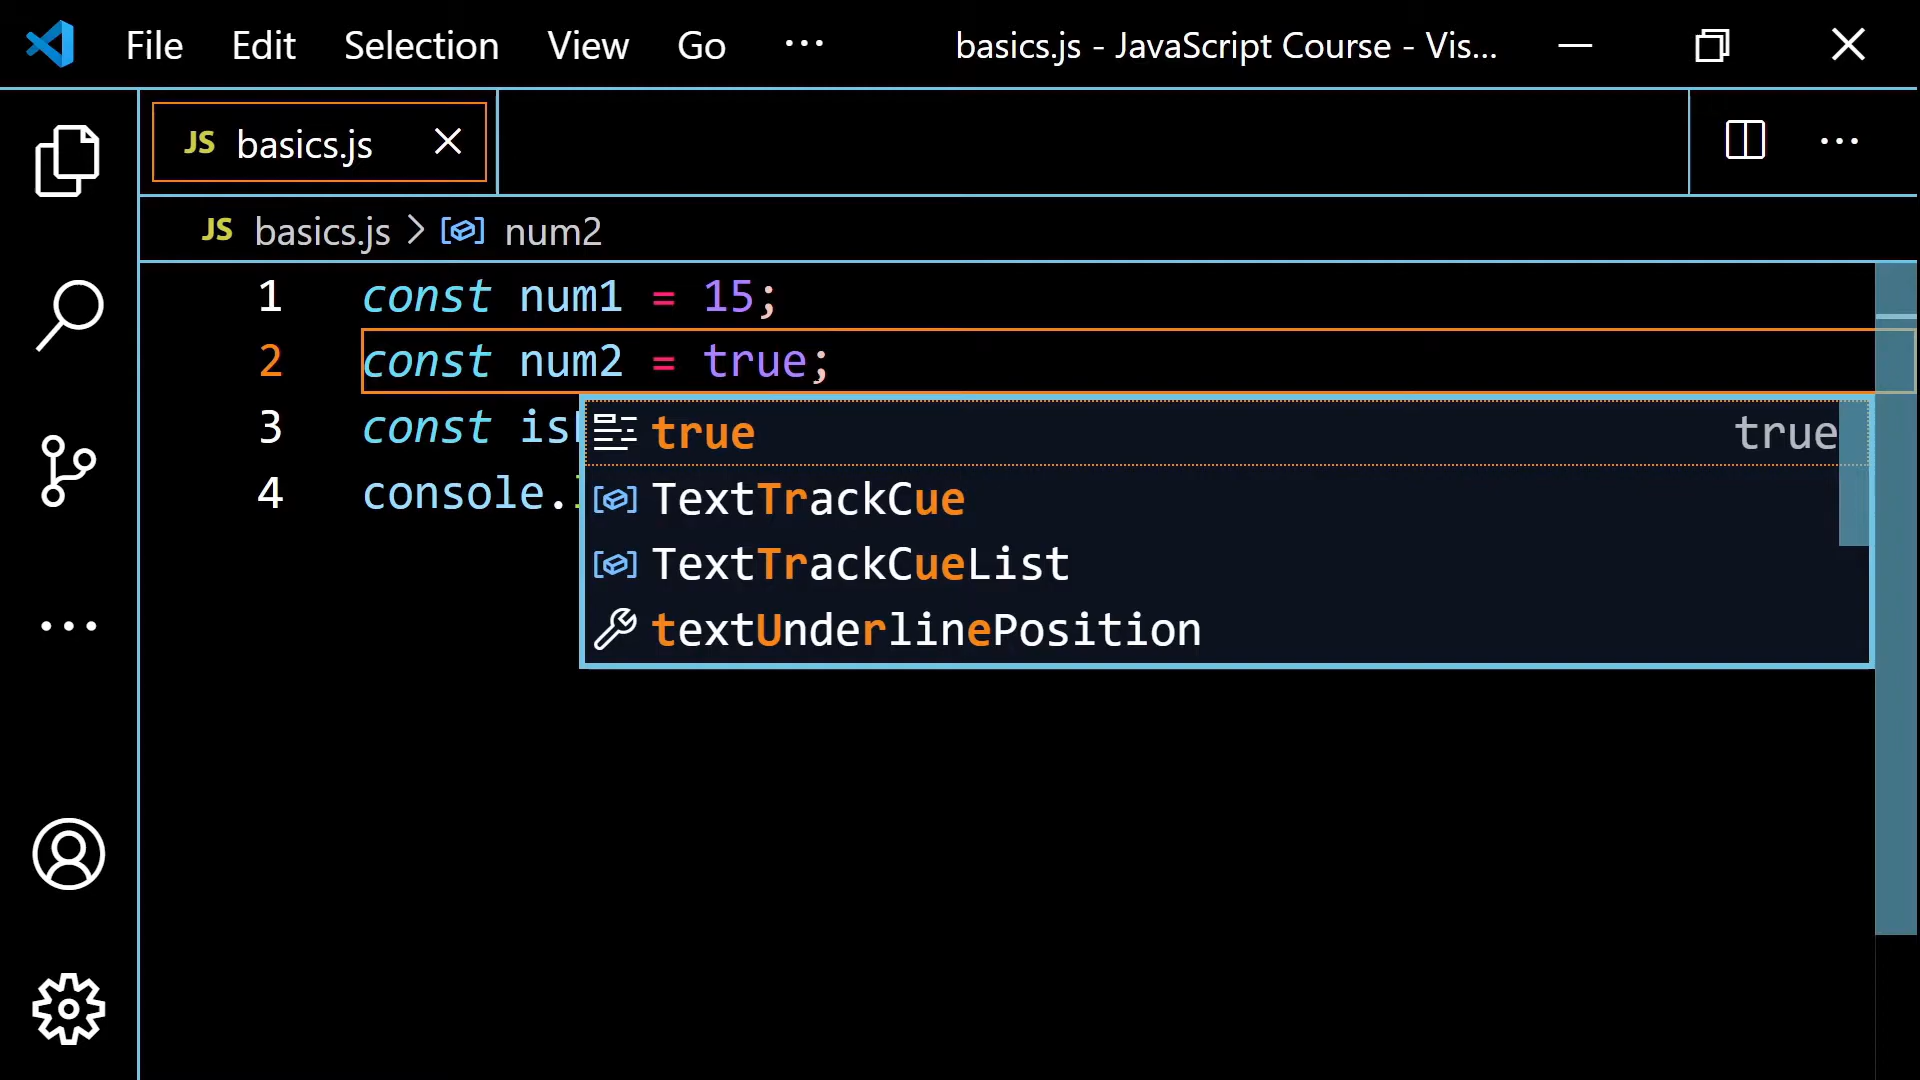 File Edit Selection View Go ... basics.js - JavaScript Course - Vis...
JS basics.js
JS basics.js > num2
1 const num1 = 15;
2 const num2 = true;
3 const is
4 console.
true true
TextTrackCue
TextTrackCueList
textUnderlinePosition